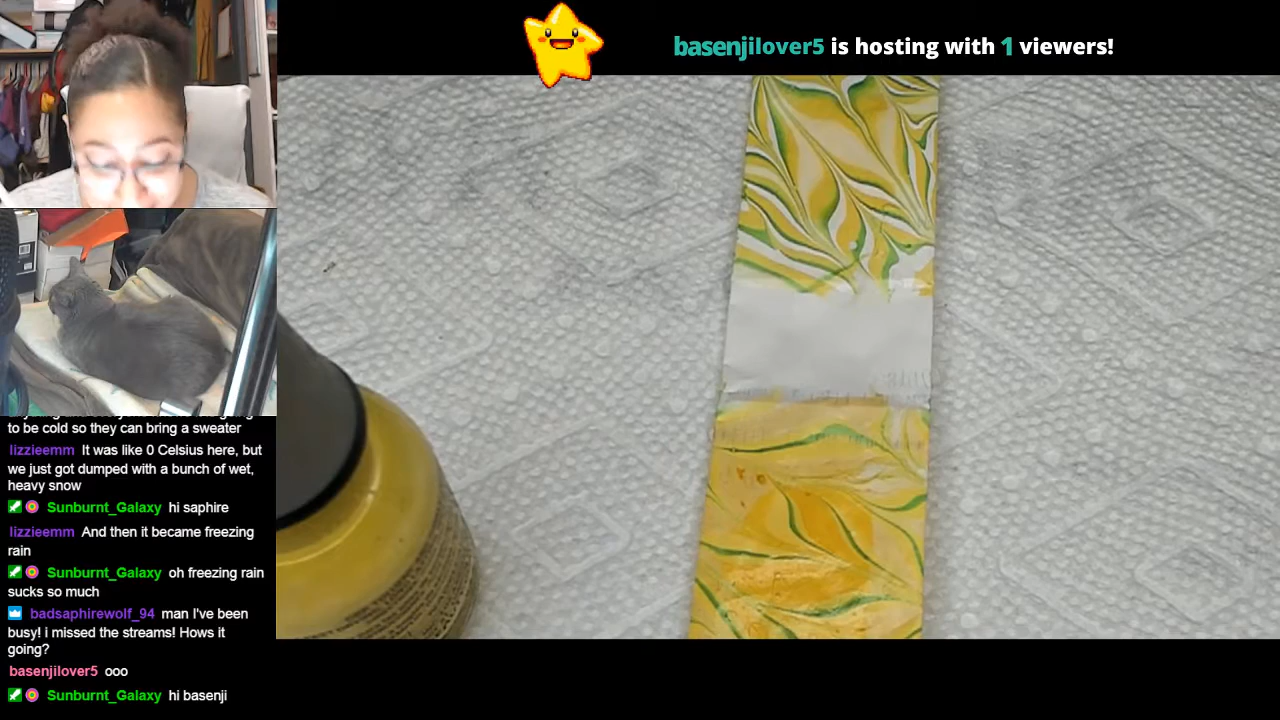 basenjilover5 is hosting with 1 viewers!
to be cold so they can bring a sweater
lizzieemm It was like 0 Celsius here, but
we just got dumped with a bunch of wet,
heavy snow
Sunburnt_Galaxy hi saphire
lizzieemm And then it became freezing
rain
Sunburnt_Galaxy oh freezing rain
sucks so much
badsaphirewolf_94 man I've been
busy! i missed the streams! Hows it
going?
basenjilover5 ooo
Sunburnt_Galaxy hi basenji